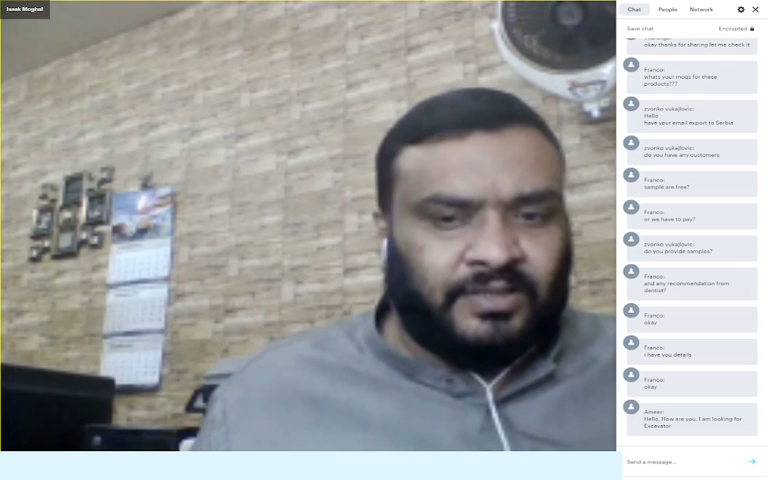 Isaak Mughal
Chat
People
Network
Save chat
Encrypted
okay thanks for sharing let me check it
Franco:
whats your moqs for these
products???
zvonko vukajlovic:
Hello
have your email export to Serbia
zvonko vukajlovic:
do you have any customers
Franco:
sample are free?
Franco:
or we have to pay?
zvonko vukajlovic:
do you provide samples?
Franco:
and any recommendation from
dentist?
Franco:
okay
Franco:
i have you details
Franco:
okay
Ameer:
Hello, How are you, I am looking for
Excavator
Send a message...